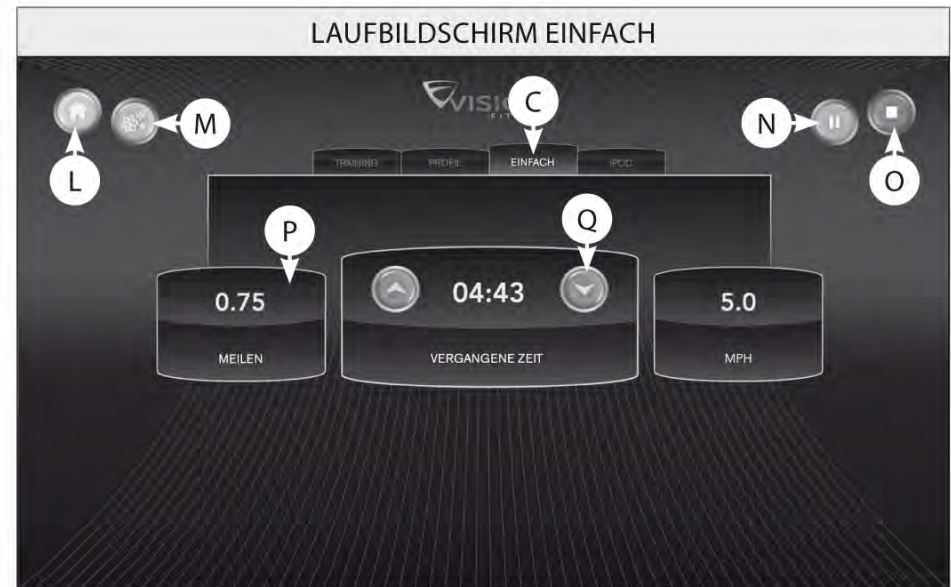 LAUFBILDSCHIRM EINFACH
C
M
N
L
O
TRAINING PROFIL EINFACH IPOD
P
Q
0.75
04:43
5.0
MEILEN
VERGANGENE ZEIT
MPH